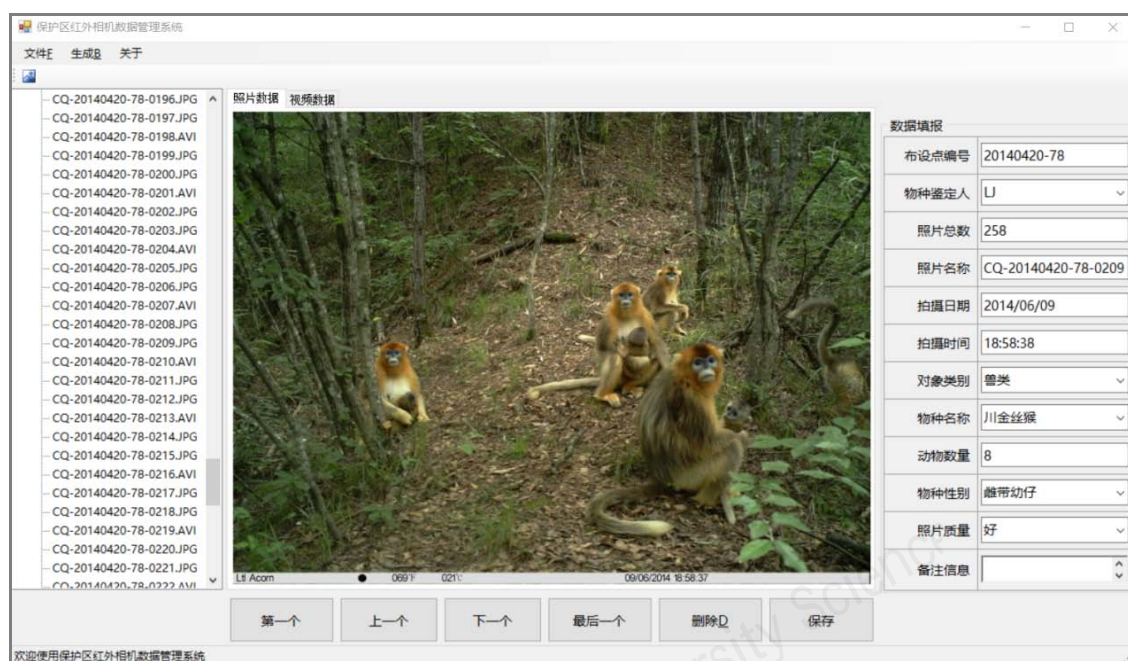 保护区红外相机数据管理系统
文件F 生成B 关于
CQ-20140420-78-0196.JPG
CQ-20140420-78-0197.JPG
CQ-20140420-78-0198.AVI
CQ-20140420-78-0199.JPG
CQ-20140420-78-0200.JPG
CQ-20140420-78-0201.AVI
CQ-20140420-78-0202.JPG
CQ-20140420-78-0203.JPG
CQ-20140420-78-0204.AVI
CQ-20140420-78-0205.JPG
CQ-20140420-78-0206.JPG
CQ-20140420-78-0207.AVI
CQ-20140420-78-0208.JPG
CQ-20140420-78-0209.JPG
CQ-20140420-78-0210.AVI
CQ-20140420-78-0211.JPG
CQ-20140420-78-0212.JPG
CQ-20140420-78-0213.AVI
CQ-20140420-78-0214.JPG
CQ-20140420-78-0215.JPG
CQ-20140420-78-0216.AVI
CQ-20140420-78-0217.JPG
CQ-20140420-78-0218.JPG
CQ-20140420-78-0219.AVI
CQ-20140420-78-0220.JPG
CQ-20140420-78-0221.JPG
CQ-20140420-78-0222.AVI
照片数据 视频数据
Ltl Acorn 069°F 021°C 09/06/2014 18:58:37
数据填报
布设点编号 20140420-78
物种鉴定人 LJ
照片总数 258
照片名称 CQ-20140420-78-0209
拍摄日期 2014/06/09
拍摄时间 18:58:38
对象类别 兽类
物种名称 川金丝猴
动物数量 8
物种性别 雌带幼仔
照片质量 好
备注信息
第一个 上一个 下一个 最后一个 删除D 保存
欢迎使用保护区红外相机数据管理系统